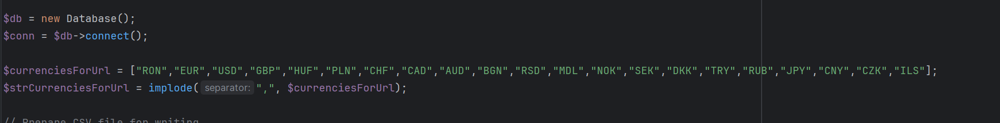 $db = new Database();
$conn = $db->connect();
$currenciesForUrl = ["RON","EUR","USD","GBP","HUF","PLN","CHF","CAD","AUD","BGN","RSD","MDL","NOK","SEK","DKK","TRY","RUB","JPY","CNY","CZK","ILS"];
$strCurrenciesForUrl = implode( separator: ",", $currenciesForUrl);
// Prepare CSV file for writing